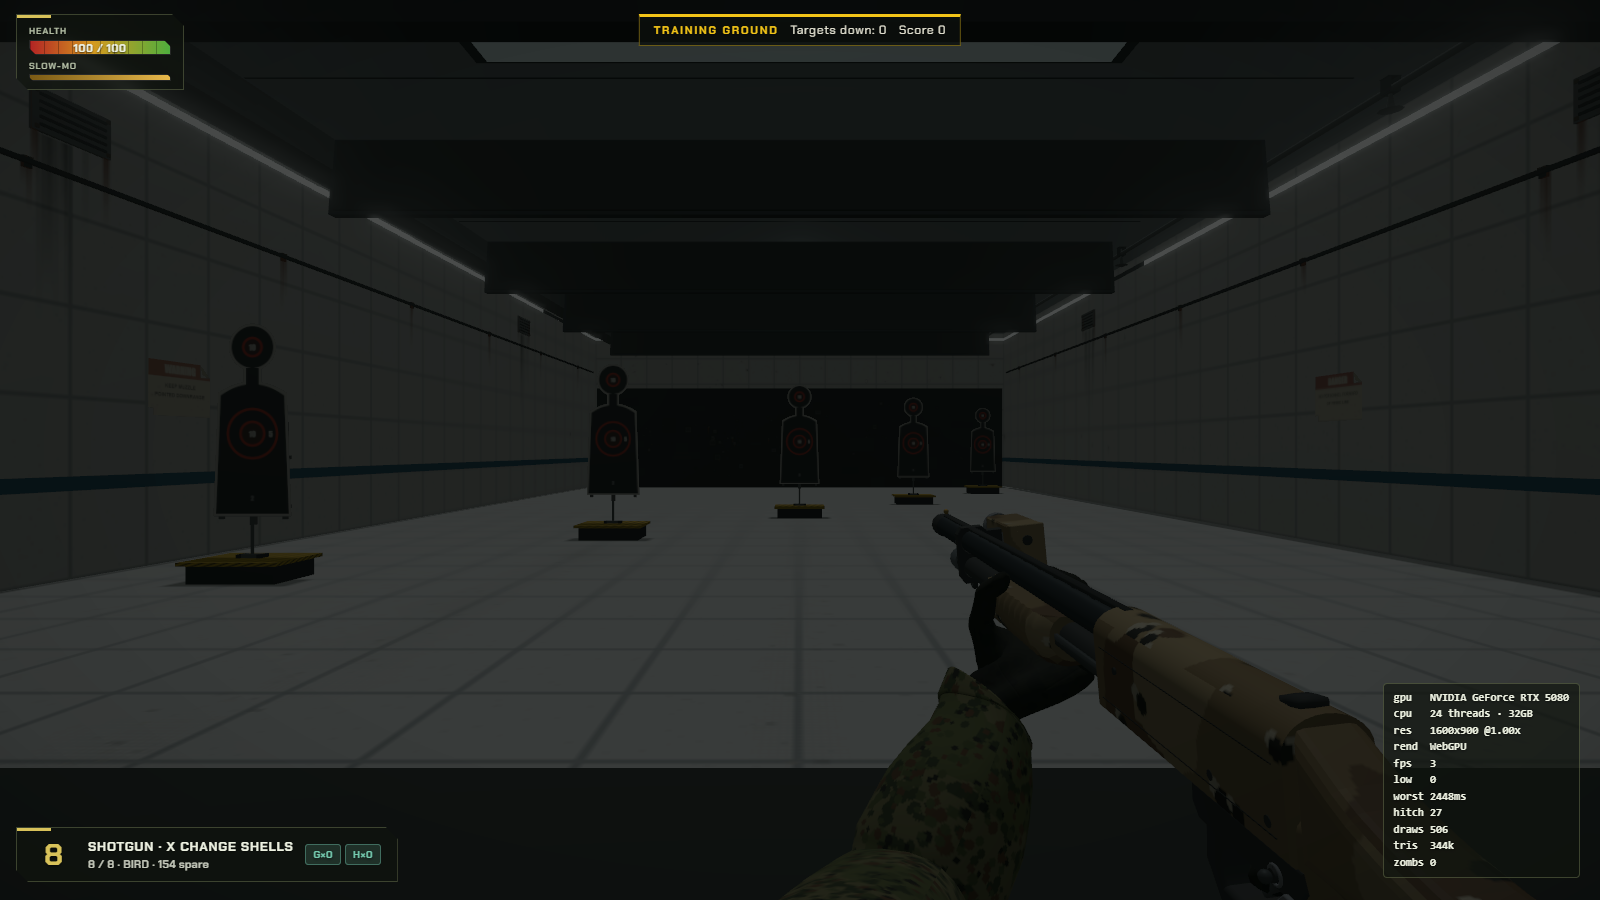 HEALTH
100 / 100
SLOW-MO
TRAINING GROUND Targets down: 0 Score 0
gpu NVIDIA GeForce RTX 5080
cpu 24 threads · 32GB
res 1600x900 @1.00x
rend WebGPU
fps 3
low 0
worst 2448ms
hitch 27
draws 506
tris 344k
zombs 0
8
SHOTGUN · X CHANGE SHELLS
8 / 8 · BIRD · 154 spare
G×0 H×0